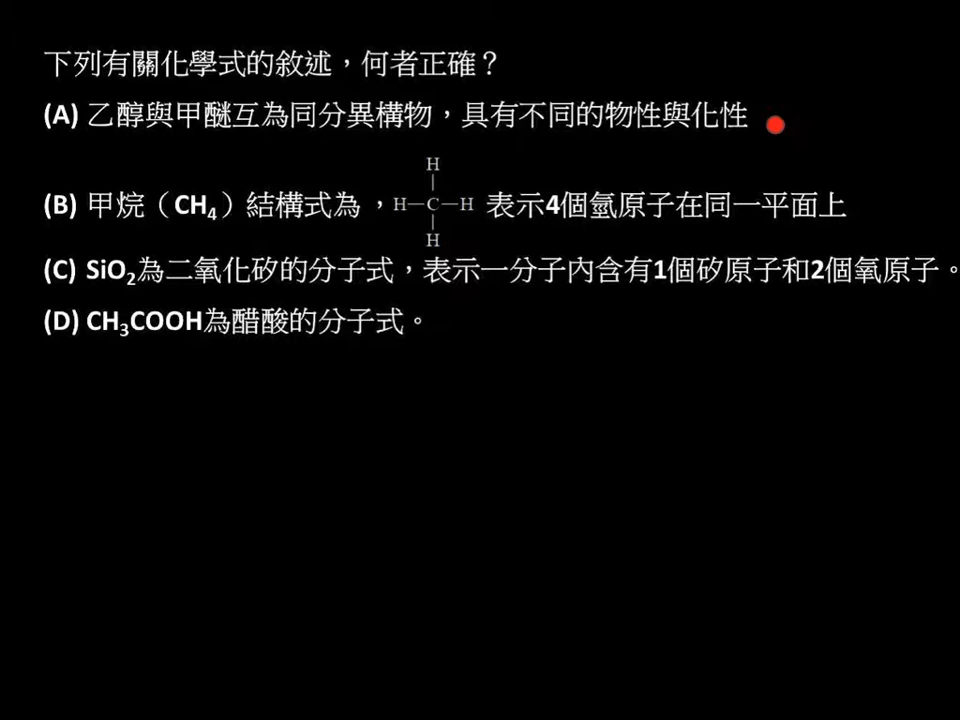 下列有關化學式的敘述，何者正確？
(A) 乙醇與甲醚互為同分異構物，具有不同的物性與化性
H
|
(B) 甲烷（CH₄）結構式為 ，H—C—H 表示4個氫原子在同一平面上
|
H
(C) SiO₂為二氧化矽的分子式，表示一分子內含有1個矽原子和2個氧原子。
(D) CH₃COOH為醋酸的分子式。